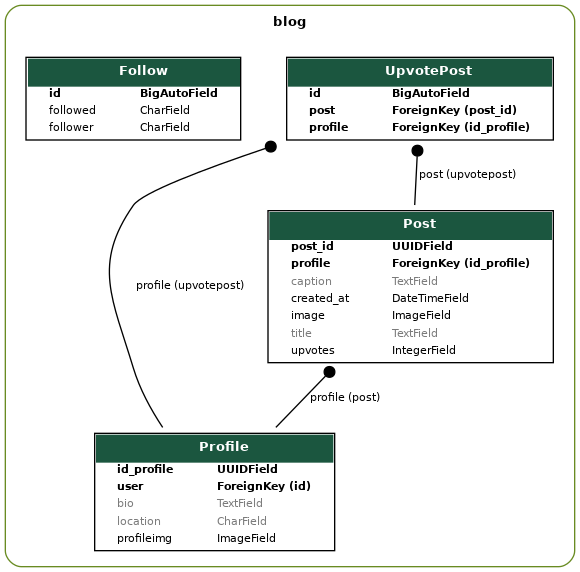 blog
Follow
id BigAutoField
followed CharField
follower CharField
UpvotePost
id BigAutoField
post ForeignKey (post_id)
profile ForeignKey (id_profile)
post (upvotepost)
Post
post_id UUIDField
profile ForeignKey (id_profile)
caption TextField
created_at DateTimeField
image ImageField
title TextField
upvotes IntegerField
profile (upvotepost)
profile (post)
Profile
id_profile UUIDField
user ForeignKey (id)
bio TextField
location CharField
profileimg ImageField